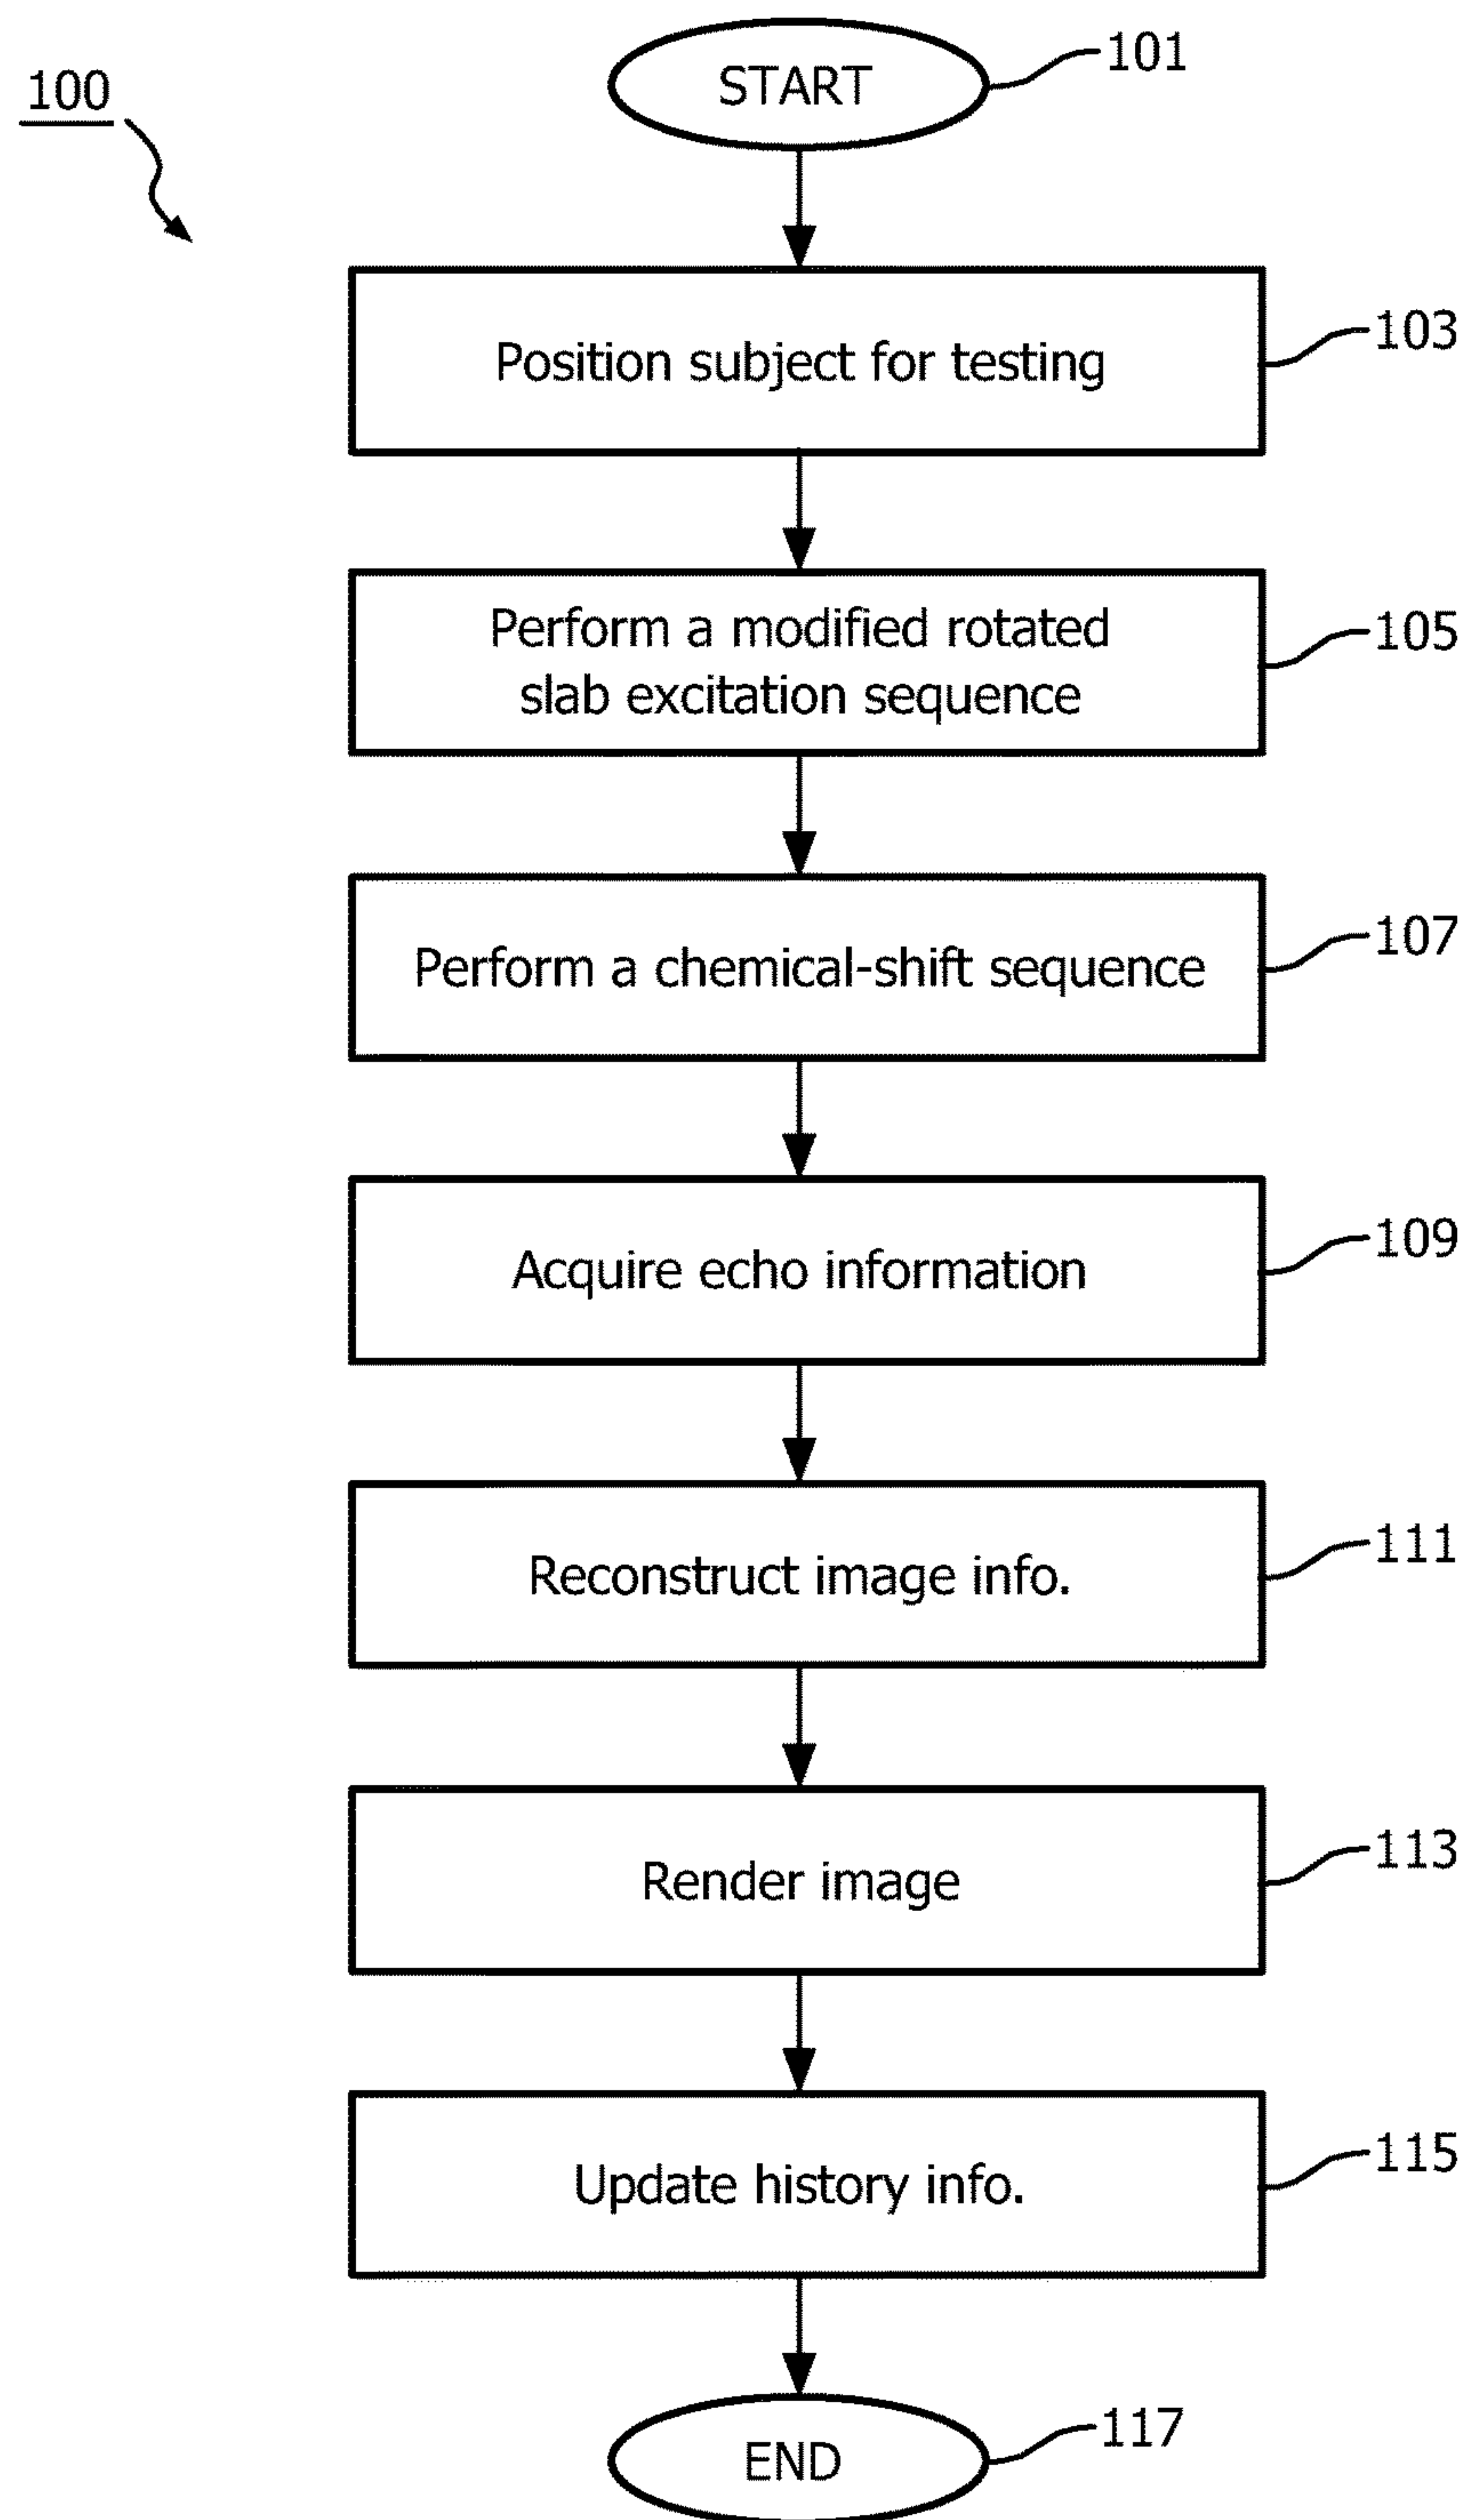 100
START
101
Position subject for testing
103
Perform a modified rotated
slab excitation sequence
105
Perform a chemical-shift sequence
107
Acquire echo information
109
Reconstruct image info.
111
Render image
113
Update history info.
115
END
117